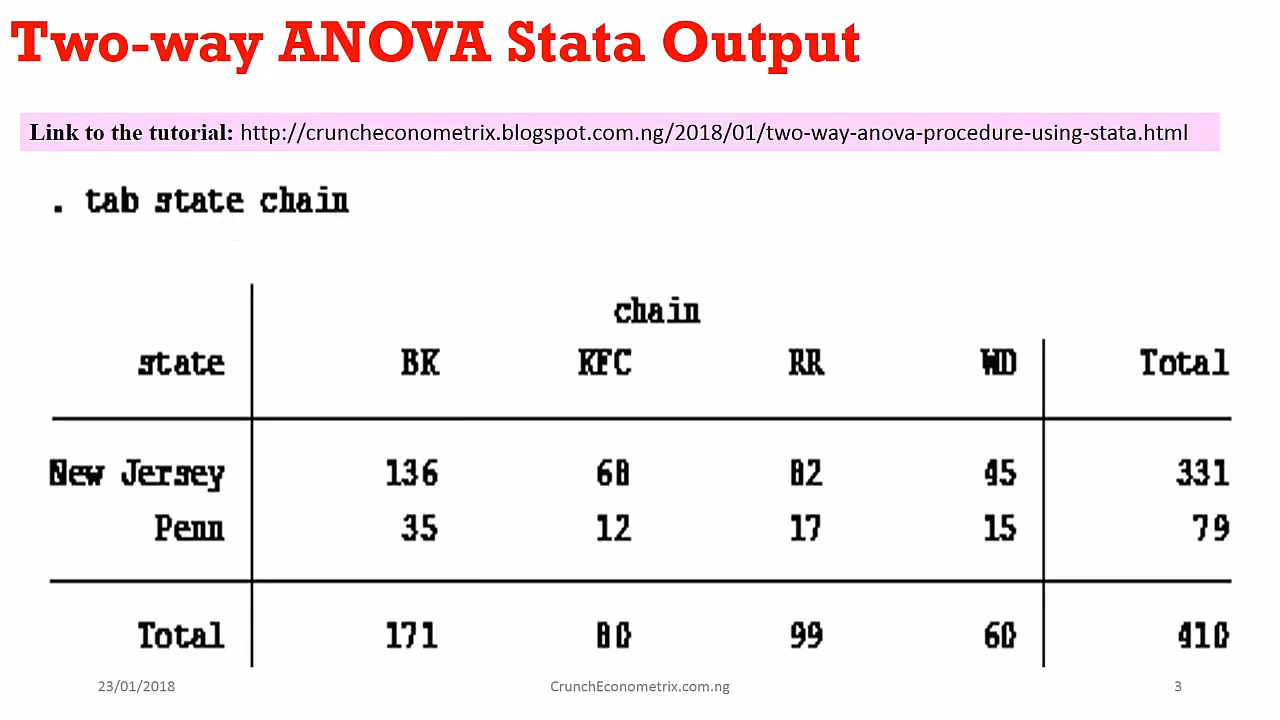 Two-way ANOVA Stata Output
Link to the tutorial: http://cruncheconometrix.blogspot.com.ng/2018/01/two-way-anova-procedure-using-stata.html
. tab state chain
chain
state BK KFC RR WD Total
New Jersey 136 68 82 45 331
Penn 35 12 17 15 79
Total 171 80 99 60 410
23/01/2018 CrunchEconometrix.com.ng 3